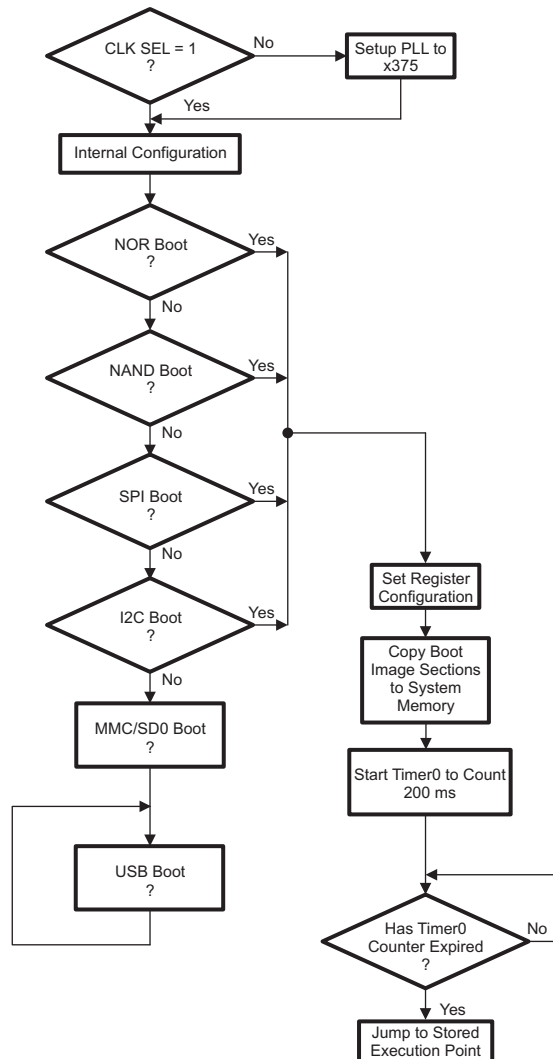 CLK SEL = 1
?
No
Setup PLL to
x375
Yes
Internal Configuration
NOR Boot
?
Yes
No
NAND Boot
?
Yes
No
SPI Boot
?
Yes
No
I2C Boot
?
Yes
No
MMC/SD0 Boot
?
USB Boot
?
Set Register
Configuration
Copy Boot
Image Sections
to System
Memory
Start Timer0 to Count
200 ms
Has Timer0
Counter Expired
?
No
Yes
Jump to Stored
Execution Point